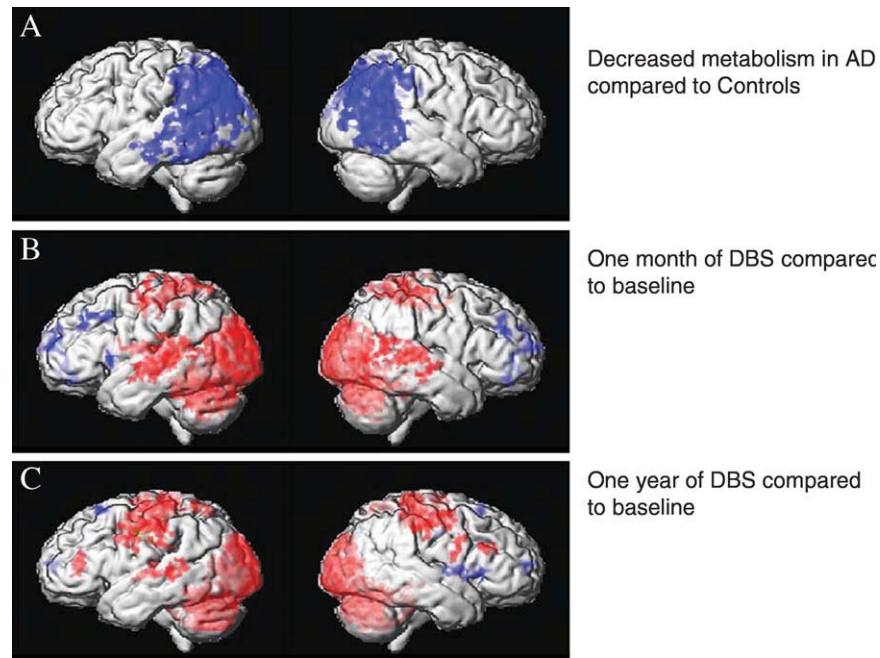 A
Decreased metabolism in AD
compared to Controls
B
One month of DBS compared
to baseline
C
One year of DBS compared
to baseline